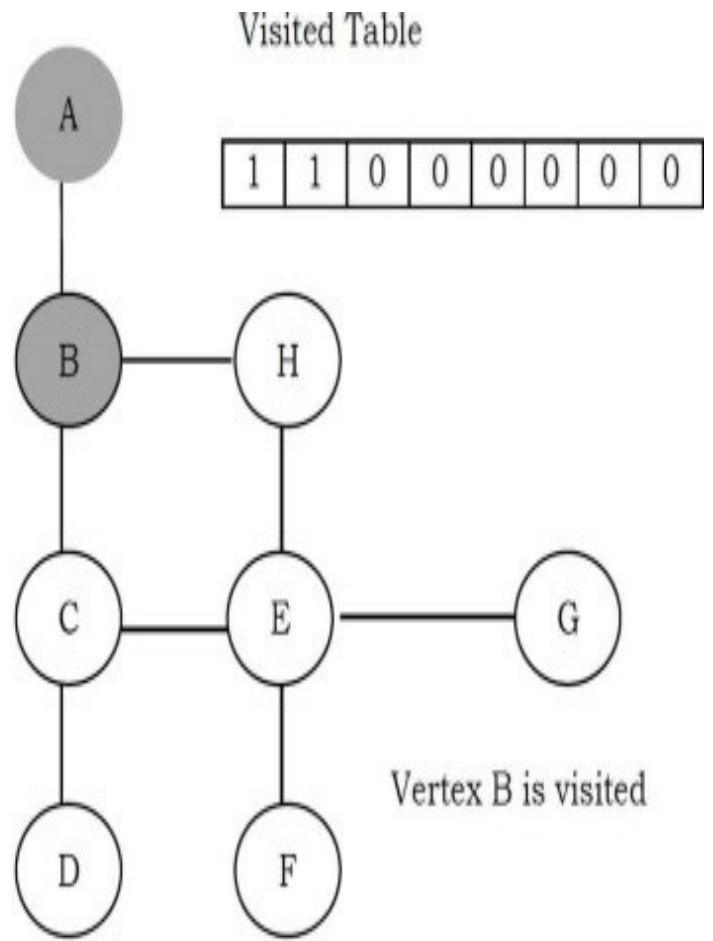 Visited Table
A
1 1 0 0 0 0 0 0
B H
C E G
Vertex B is visited
D F